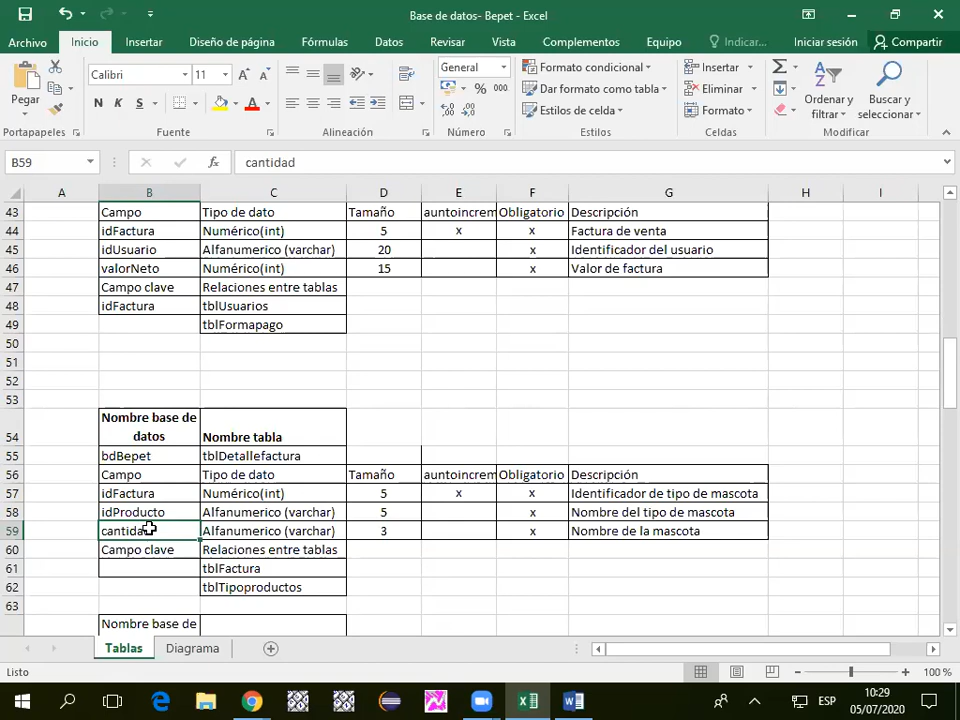 Base de datos- Bepet - Excel
Archivo Inicio Insertar Diseño de página Fórmulas Datos Revisar Vista Complementos Equipo Indicar... Iniciar sesión Compartir
Pegar
Calibri 11
N K S
General
% 000
Formato condicional
Dar formato como tabla
Estilos de celda
Insertar
Eliminar
Formato
Ordenar y filtrar
Buscar y seleccionar
Portapapeles Fuente Alineación Número Estilos Celdas Modificar
B59 fx cantidad
A B C D E F G H I
43 Campo Tipo de dato Tamaño auntoincrem Obligatorio Descripción
44 idFactura Numérico(int) 5 x x Factura de venta
45 idUsuario Alfanumerico (varchar) 20 x Identificador del usuario
46 valorNeto Numérico(int) 15 x Valor de factura
47 Campo clave Relaciones entre tablas
48 idFactura tblUsuarios
49 tblFormapago
50
51
52
53
54 Nombre base de datos Nombre tabla
55 bdBepet tblDetallefactura
56 Campo Tipo de dato Tamaño auntoincrem Obligatorio Descripción
57 idFactura Numérico(int) 5 x x Identificador de tipo de mascota
58 idProducto Alfanumerico (varchar) 5 x Nombre del tipo de mascota
59 cantidad Alfanumerico (varchar) 3 x Nombre de la mascota
60 Campo clave Relaciones entre tablas
61 tblFactura
62 tblTipoproductos
63
Nombre base de
Tablas Diagrama
Listo 100 %
ESP 10:29
05/07/2020